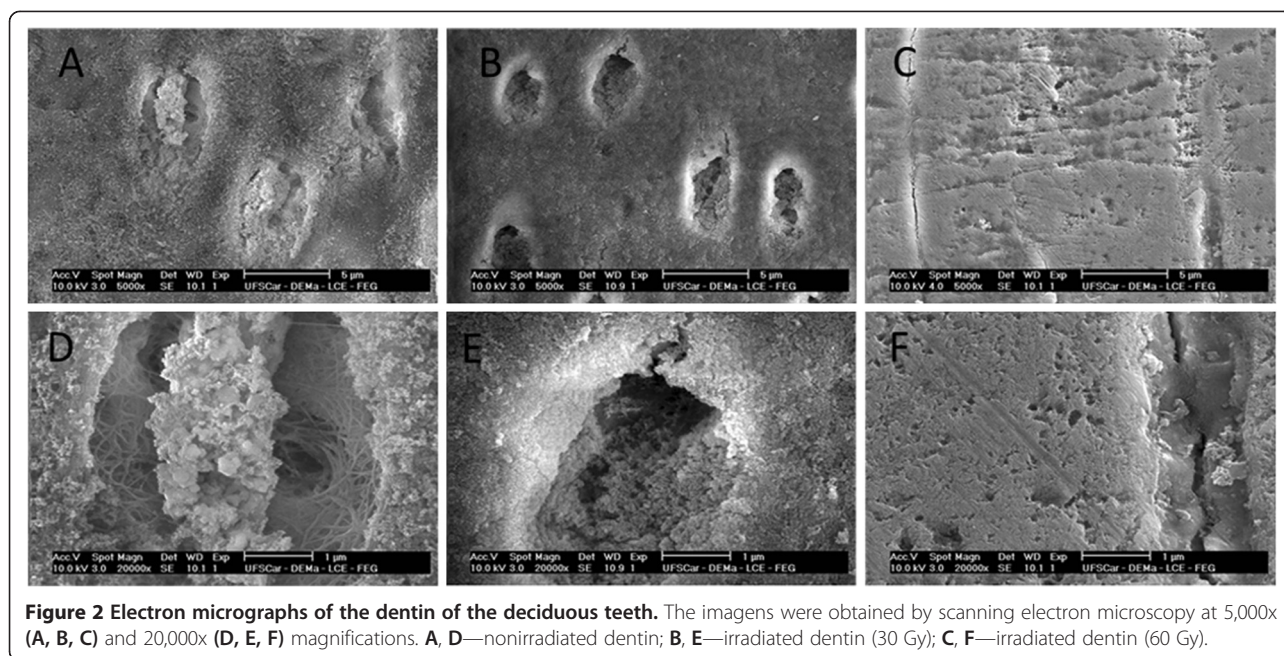 A
B
C
Acc.V Spot Magn Det WD Exp 5 µm
10.0 kV 3.0 5000x SE 10.1 1 UFSCar - DEMa - LCE - FEG
Acc.V Spot Magn Det WD Exp 5 µm
10.0 kV 3.0 5000x SE 10.9 1 UFSCar - DEMa - LCE - FEG
Acc.V Spot Magn Det WD Exp 5 µm
10.0 kV 4.0 5000x SE 10.1 1 UFSCar - DEMa - LCE - FEG
D
E
F
Acc.V Spot Magn Det WD Exp 1 µm
10.0 kV 3.0 20000x SE 10.1 1 UFSCar - DEMa - LCE - FEG
Acc.V Spot Magn Det WD Exp 1 µm
10.0 kV 3.0 20000x SE 10.9 1 UFSCar - DEMa - LCE - FEG
Acc.V Spot Magn Det WD Exp 1 µm
10.0 kV 3.0 20000x SE 10.1 1 UFSCar - DEMa - LCE - FEG
Figure 2 Electron micrographs of the dentin of the deciduous teeth. The imagens were obtained by scanning electron microscopy at 5,000x
(A, B, C) and 20,000x (D, E, F) magnifications. A, D—nonirradiated dentin; B, E—irradiated dentin (30 Gy); C, F—irradiated dentin (60 Gy).